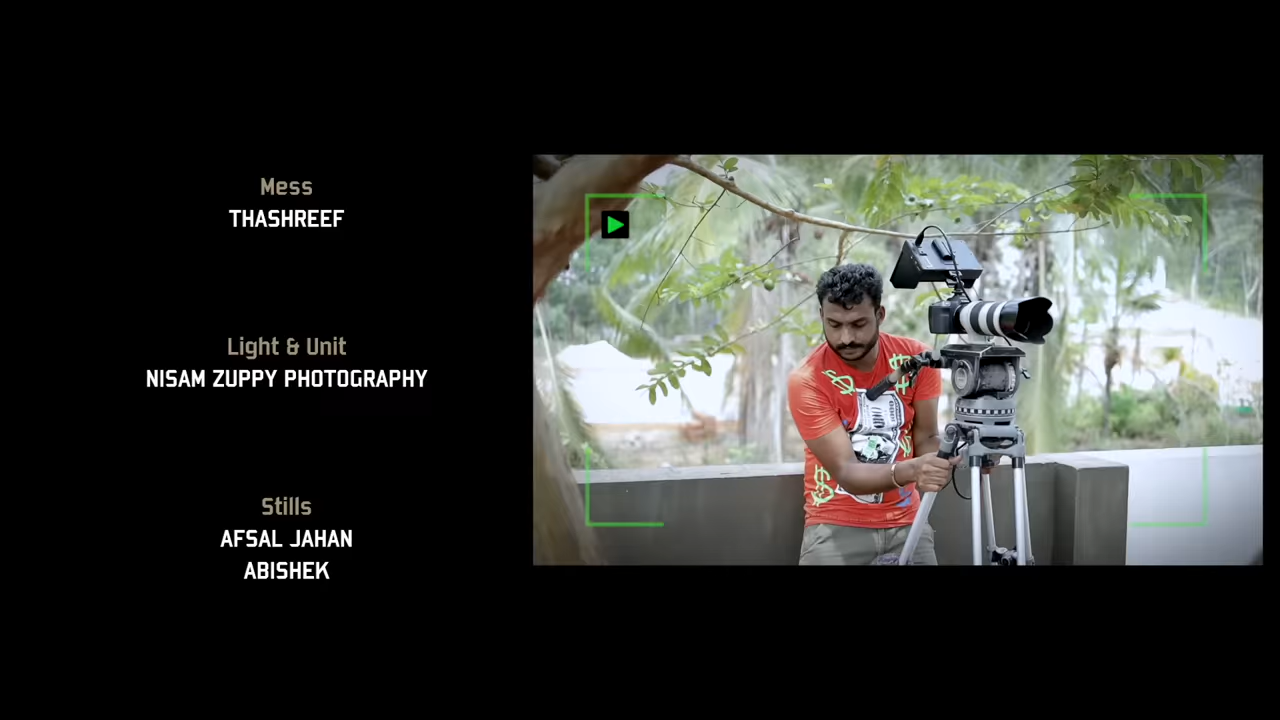 Mess
THASHREEF
Light & Unit
NISAM ZUPPY PHOTOGRAPHY
Stills
AFSAL JAHAN
ABISHEK